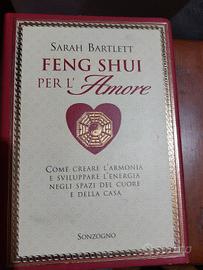 SARAH BARTLETT
FENG SHUI
PER L'Amore
COME CREARE L'ARMONIA
E SVILUPPARE L'ENERGIA
NEGLI SPAZI DEL CUORE
E DELLA CASA
SONZOGNO